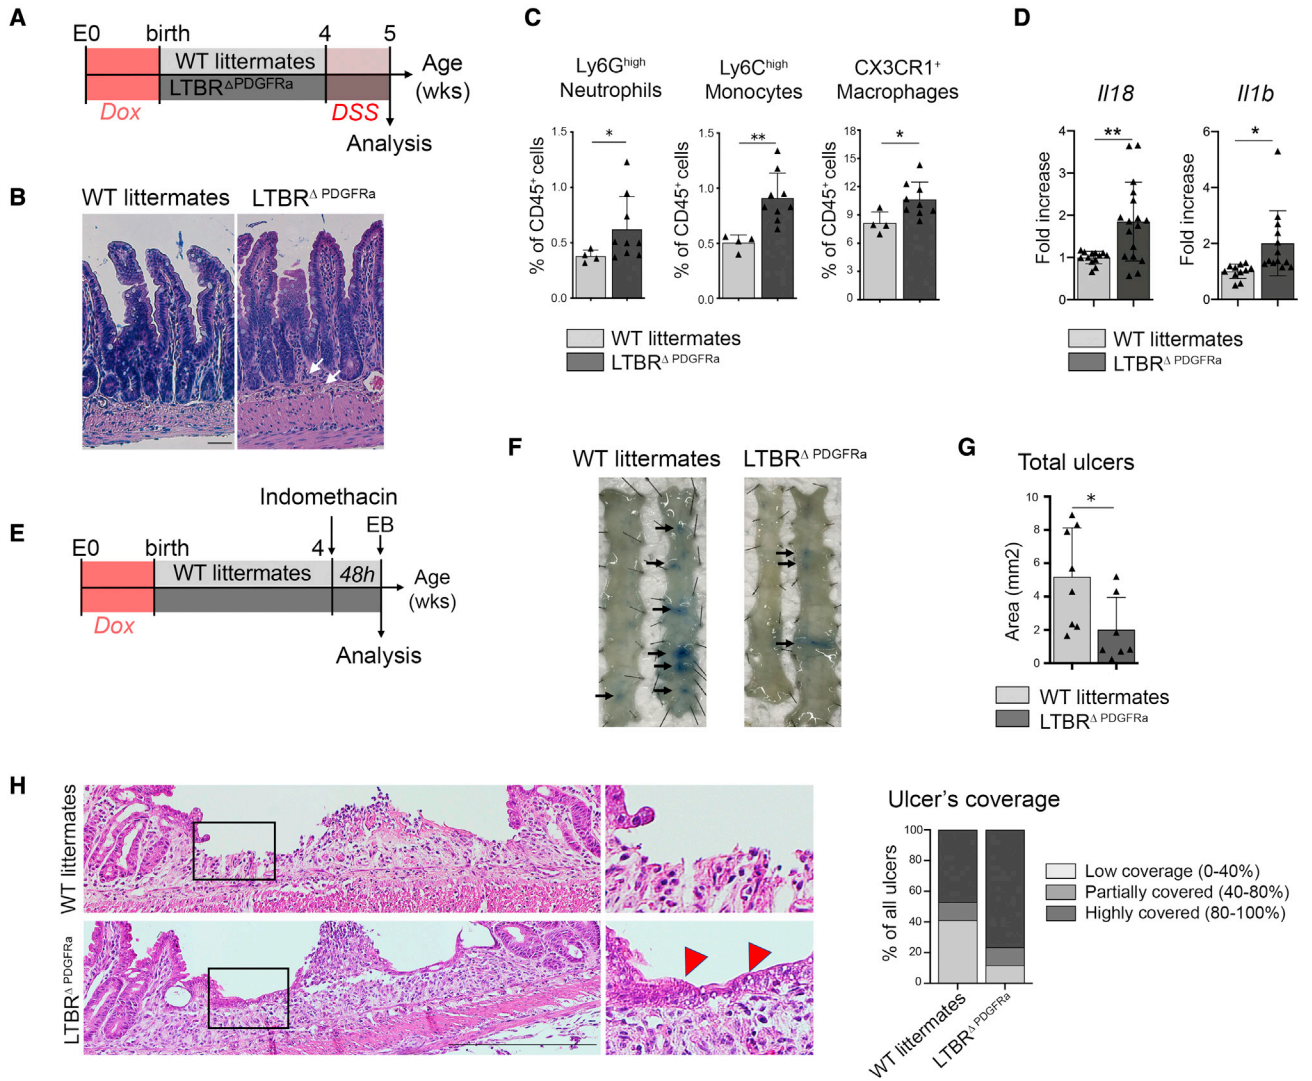 A
E0 birth 4 5
WT littermates
LTBRΔPDGFRa
Age
(wks)
Dox
DSS
Analysis
B
WT littermates LTBRΔ PDGFRa
C
Ly6Ghigh
Neutrophils
1.5
1.0
0.5
0.0
% of CD45+ cells
*
Ly6Chigh
Monocytes
1.5
1.0
0.5
0.0
% of CD45+ cells
**
CX3CR1+
Macrophages
18
15
12
9
6
3
0
% of CD45+ cells
*
WT littermates
LTBRΔ PDGFRa
D
Il18
4
3
2
1
0
Fold increase
**
Il1b
6
4
2
0
Fold increase
*
WT littermates
LTBRΔ PDGFRa
E
Indomethacin
EB
E0 birth 4
WT littermates 48h
Age
(wks)
Dox
Analysis
F
WT littermates LTBRΔ PDGFRa
G
Total ulcers
10
8
6
4
2
0
Area (mm2)
*
WT littermates
LTBRΔ PDGFRa
H
WT littermates
LTBRΔ PDGFRa
Ulcer's coverage
100
80
60
40
20
0
% of all ulcers
WT littermates
LTBRΔ PDGFRa
Low coverage (0-40%)
Partially covered (40-80%)
Highly covered (80-100%)